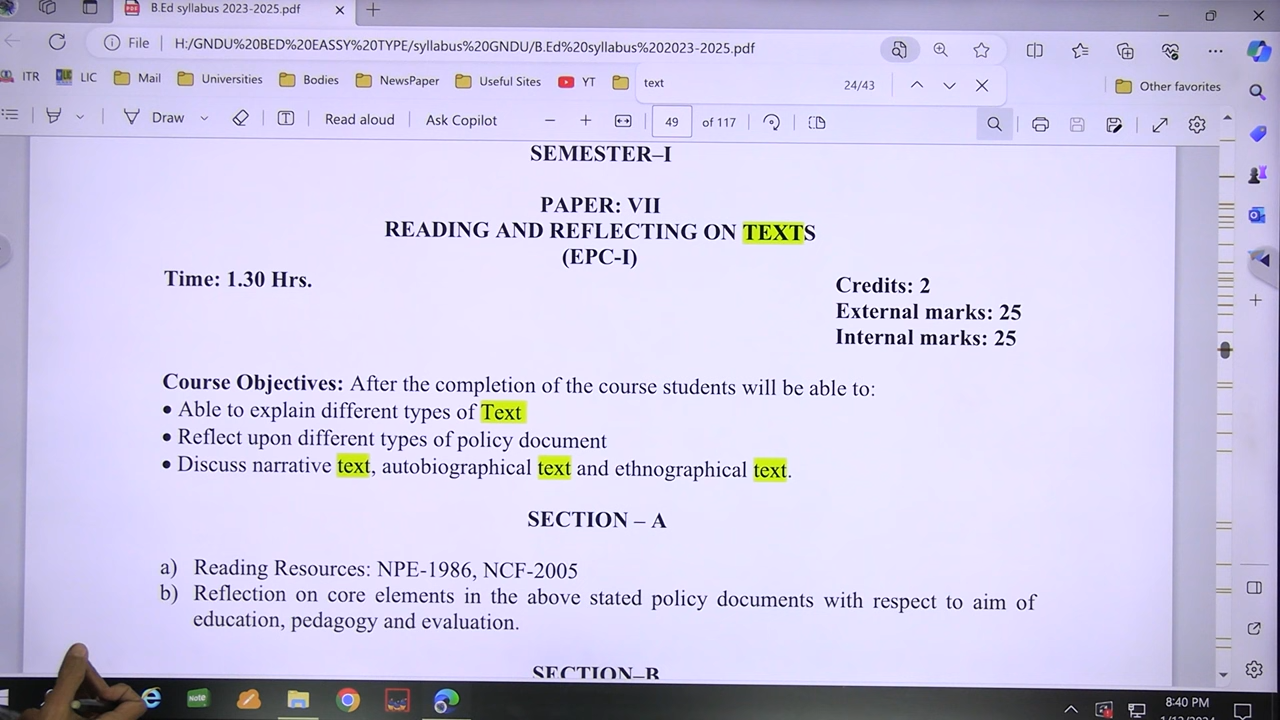 B.Ed syllabus 2023-2025.pdf
File
H:/GNDU%20BED%20EASSY%20TYPE/syllabus%20GNDU/B.Ed%20syllabus%202023-2025.pdf
ITR
LIC
Mail
Universities
Bodies
NewsPaper
Useful Sites
YT
text
24/43
Other favorites
Draw
Read aloud
Ask Copilot
49 of 117
SEMESTER–I
PAPER: VII
READING AND REFLECTING ON TEXTS
(EPC-I)
Time: 1.30 Hrs.
Credits: 2
External marks: 25
Internal marks: 25
Course Objectives: After the completion of the course students will be able to:
• Able to explain different types of Text
• Reflect upon different types of policy document
• Discuss narrative text, autobiographical text and ethnographical text.
SECTION – A
a) Reading Resources: NPE-1986, NCF-2005
b) Reflection on core elements in the above stated policy documents with respect to aim of
education, pedagogy and evaluation.
SECTION–B
Note
8:40 PM